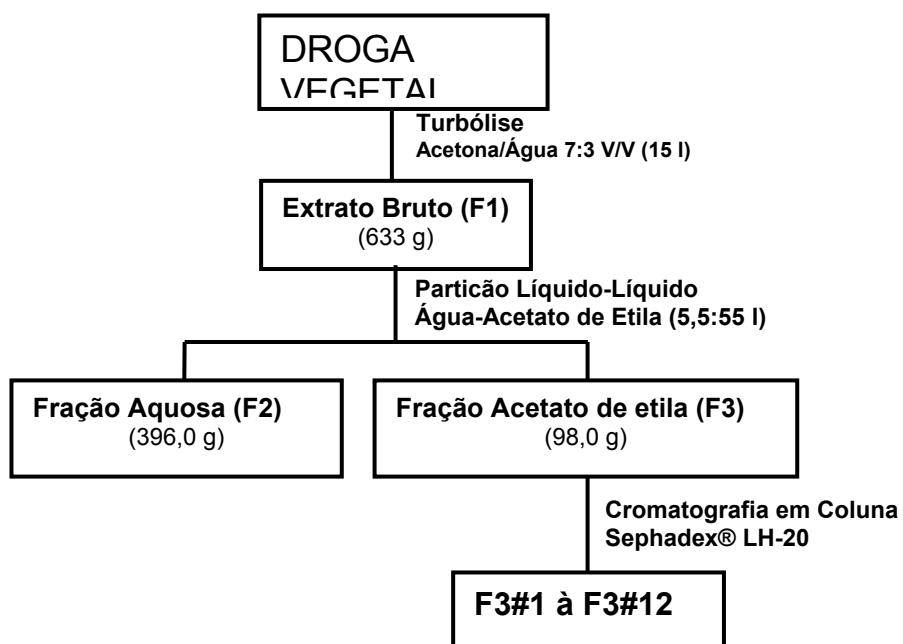 DROGA
VEGETAL
Turbólise
Acetona/Água 7:3 V/V (15 l)
Extrato Bruto (F1)
(633 g)
Particão Líquido-Líquido
Água-Acetato de Etila (5,5:55 l)
Fração Aquosa (F2)
(396,0 g)
Fração Acetato de etila (F3)
(98,0 g)
Cromatografia em Coluna
Sephadex® LH-20
F3#1 à F3#12